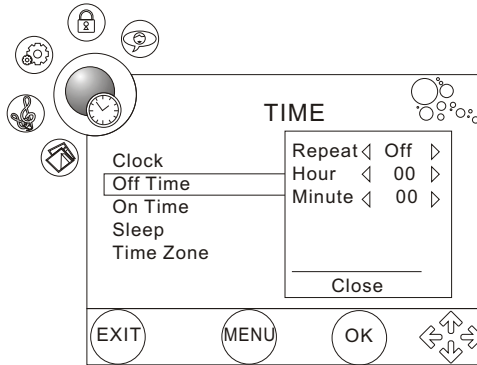 TIME
Clock
Off Time
On Time
Sleep
Time Zone
Repeat Off
Hour 00
Minute 00
Close
EXIT MENU OK